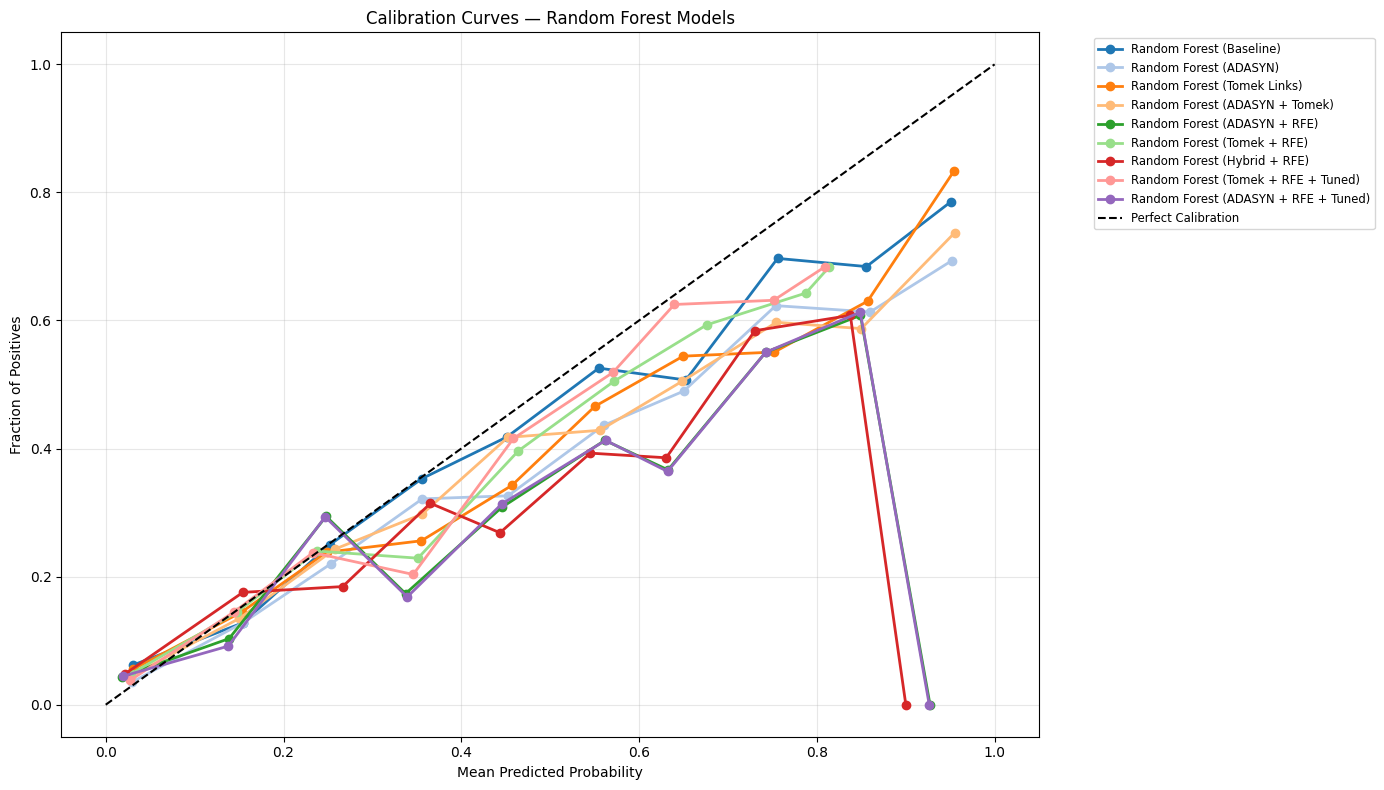 Calibration Curves — Random Forest Models
Fraction of Positives
1.0
0.8
0.6
0.4
0.2
0.0
0.0 0.2 0.4 0.6 0.8 1.0
Mean Predicted Probability
Random Forest (Baseline)
Random Forest (ADASYN)
Random Forest (Tomek Links)
Random Forest (ADASYN + Tomek)
Random Forest (ADASYN + RFE)
Random Forest (Tomek + RFE)
Random Forest (Hybrid + RFE)
Random Forest (Tomek + RFE + Tuned)
Random Forest (ADASYN + RFE + Tuned)
Perfect Calibration